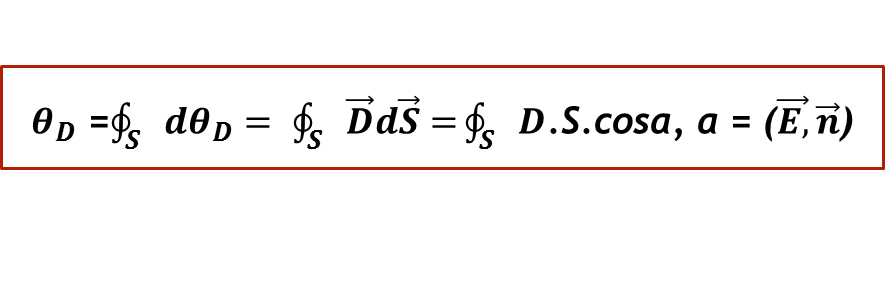 θ_D =∮_S dθ_D = ∮_S D⃗dS⃗ = ∮_S D.S.cosa, a = (E⃗, n⃗)